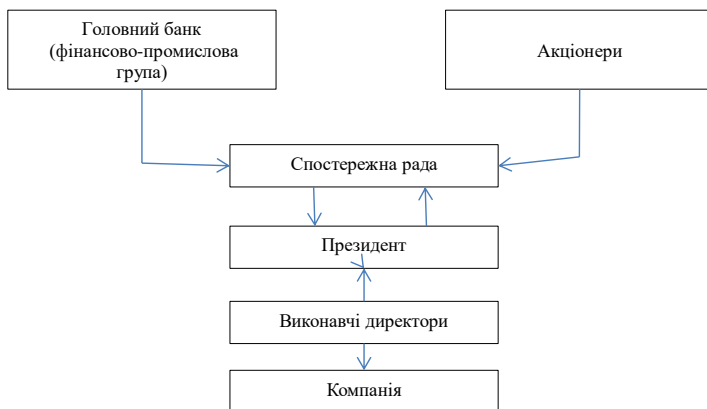 Головний банк
(фінансово-промислова
група)
Акціонери
Спостережна рада
Президент
Виконавчі директори
Компанія